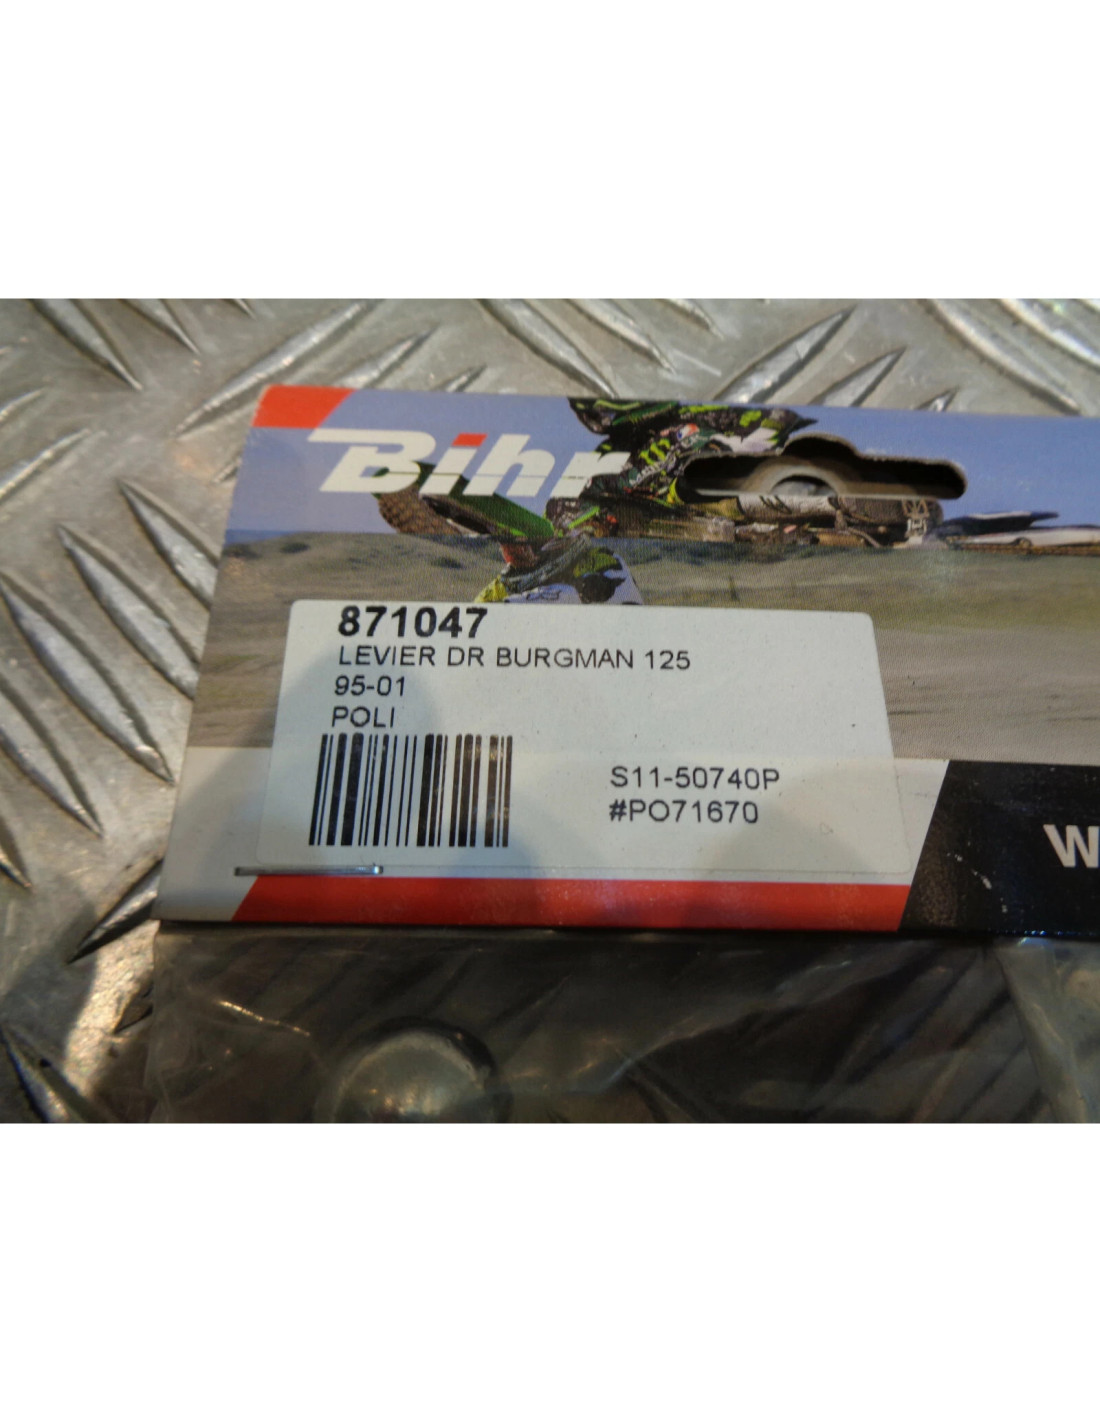 Bihr
871047
LEVIER DR BURGMAN 125
95-01
POLI
S11-50740P
#PO71670
W